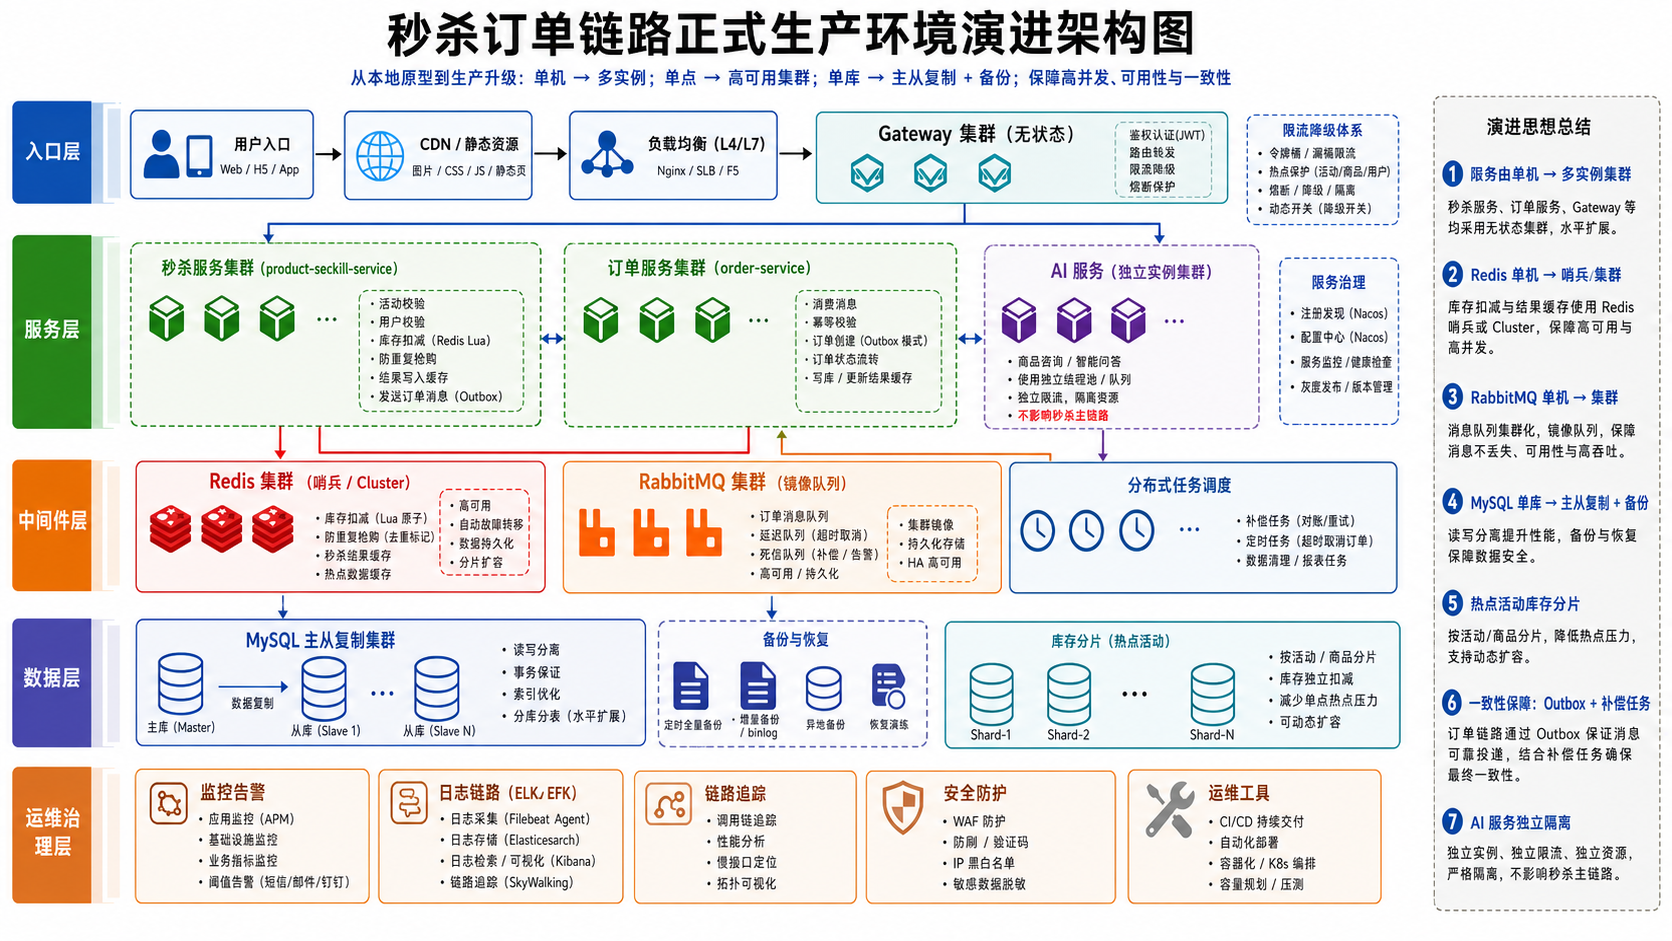 秒杀订单链路正式生产环境演进架构图
从本地原型到生产升级：单机 → 多实例；单点 → 高可用集群；单库 → 主从复制 + 备份；保障高并发、可用性与一致性
入口层
用户入口
Web / H5 / App
CDN / 静态资源
图片 / CSS / JS / 静态页
负载均衡 (L4/L7)
Nginx / SLB / F5
Gateway 集群（无状态）
鉴权认证(JWT)
路由转发
限流降级
熔断保护
限流降级体系
• 令牌桶 / 漏桶限流
• 热点保护（活动/商品/用户）
• 熔断 / 降级 / 隔离
• 动态开关（降级开关）
服务层
秒杀服务集群（product-seckill-service）
...
• 活动校验
• 用户校验
• 库存扣减（Redis Lua）
• 防重复抢购
• 结果写入缓存
• 发送订单消息（Outbox）
订单服务集群（order-service）
...
• 消费消息
• 幂等校验
• 订单创建（Outbox 模式）
• 订单状态流转
• 写库 / 更新结果缓存
AI 服务（独立实例集群）
...
• 商品咨询 / 智能问答
• 使用独立线程池 / 队列
• 独立限流，隔离资源
• 不影响秒杀主链路
限务治理
• 注册发现（Nacos）
• 配置中心（Nacos）
• 服务监控 /健康检查
• 灰度发布 / 版本管理
中间件层
Redis 集群（哨兵 / Cluster）
• 库存扣减（Lua 原子）
• 防重复抢购（去重标记）
• 秒杀结果缓存
• 热点数据缓存
• 高可用
• 自动故障转移
• 数据持久化
• 分片扩容
RabbitMQ 集群（镜像队列）
• 订单消息队列
• 延迟队列（超时取消）
• 死信队列（补偿 / 告警）
• 高可用 / 持久化
• 集群镜像
• 持久化存储
• HA 高可用
分布式任务调度
...
• 补偿任务（对账/重试）
• 定时任务（超时取消订单）
• 数据清理 / 报表任务
数据层
MySQL 主从复制集群
主库（Master）
数据复制
从库（Slave 1）
...
从库（Slave N）
• 读写分离
• 事务保证
• 索引优化
• 分库分表（水平扩展）
备份与恢复
定时全量备份
• 增量备份
/ binlog
异地备份
恢复演练
库存分片（热点活动）
Shard-1
Shard-2
...
Shard-N
• 按活动 / 商品分片
• 库存独立扣减
• 减少单点热点压力
• 可动态扩容
运维治
理层
监控告警
• 应用监控（APM）
• 基础设施监控
• 业务指标监控
• 阈值告警（短信/邮件/钉钉）
日志链路（ELK/ EFK）
• 日志采集（Filebeat Agent）
• 日志存储（Elasticesarch）
• 日志检索 / 可视化（Kibana）
• 链路追踪（SkyWalking）
链路追踪
• 调用链追踪
• 性能分析
• 慢接口定位
• 拓扑可视化
安全防护
• WAF 防护
• 防刷 / 验证码
• IP 黑白名单
• 敏感数据脱敏
运维工具
• CI/CD 持续交付
• 自动化部署
• 容器化 / K8s 编排
• 容量规划 / 压测
演进思想总结
1 限务由单机 → 多实例集群
秒杀服务、订单服务、Gateway 等
均采用无状态集群，水平扩展。
2 Redis 单机 → 哨兵/集群
库存扣减与结果缓存使用 Redis
哨兵或 Cluster，保障高可用与
高并发。
3 RabbitMQ 单机 → 集群
消息队列集群化，镜像队列，保障
消息不丢失、可用性与高吞吐。
4 MySQL 单库 → 主从复制 + 备份
读写分离提升性能，备份与恢复
保障数据安全。
5 热点活动库存分片
按活动/商品分片，降低热点压力，
支持动态扩容。
6 一致性保障：Outbox + 补偿任务
订单链路通过 Outbox 保证消息
可靠投递，结合补偿任务确保
最终一致性。
7 AI 服务独立隔离
独立实例、独立限流、独立资源，
严格隔离，不影响秒杀主链路。